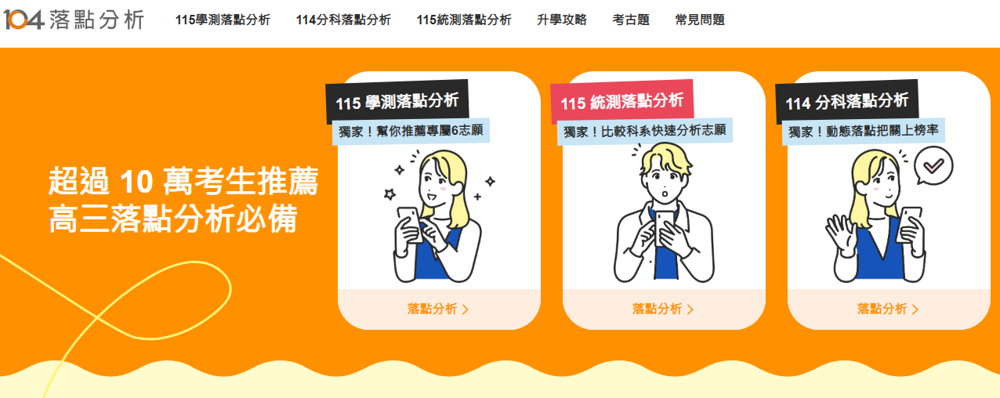 104 落點分析
115學測落點分析 114分科落點分析 115統測落點分析 升學攻略 考古題 常見問題
超過 10 萬考生推薦
高三落點分析必備
115 學測落點分析
獨家！幫你推薦專屬6志願
落點分析
115 統測落點分析
獨家！比較科系快速分析志願
落點分析
114 分科落點分析
獨家！動態落點把關上榜率
落點分析